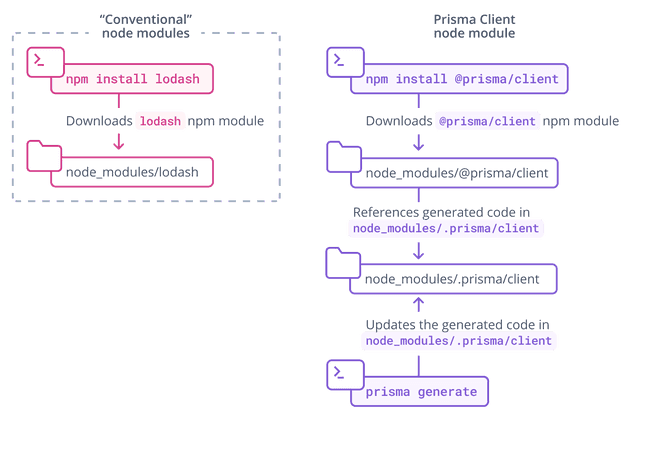 “Conventional”
node modules
npm install lodash
Downloads lodash npm module
node_modules/lodash
Prisma Client
node module
npm install @prisma/client
Downloads @prisma/client npm module
node_modules/@prisma/client
References generated code in
node_modules/.prisma/client
node_modules/.prisma/client
Updates the generated code in
node_modules/.prisma/client
prisma generate